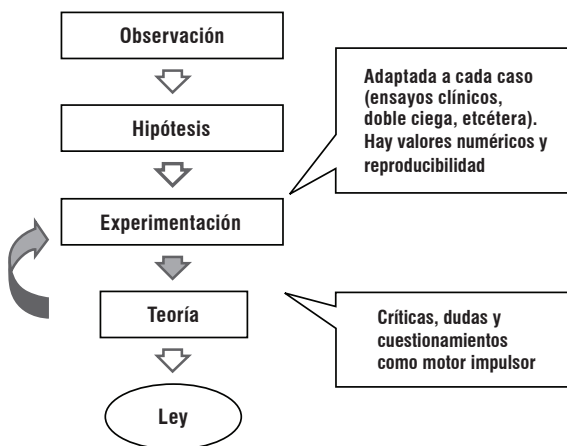 Observación
Hipótesis
Adaptada a cada caso
(ensayos clínicos,
doble ciega, etcétera).
Hay valores numéricos y
reproducibilidad
Experimentación
Teoría
Críticas, dudas y
cuestionamientos
como motor impulsor
Ley